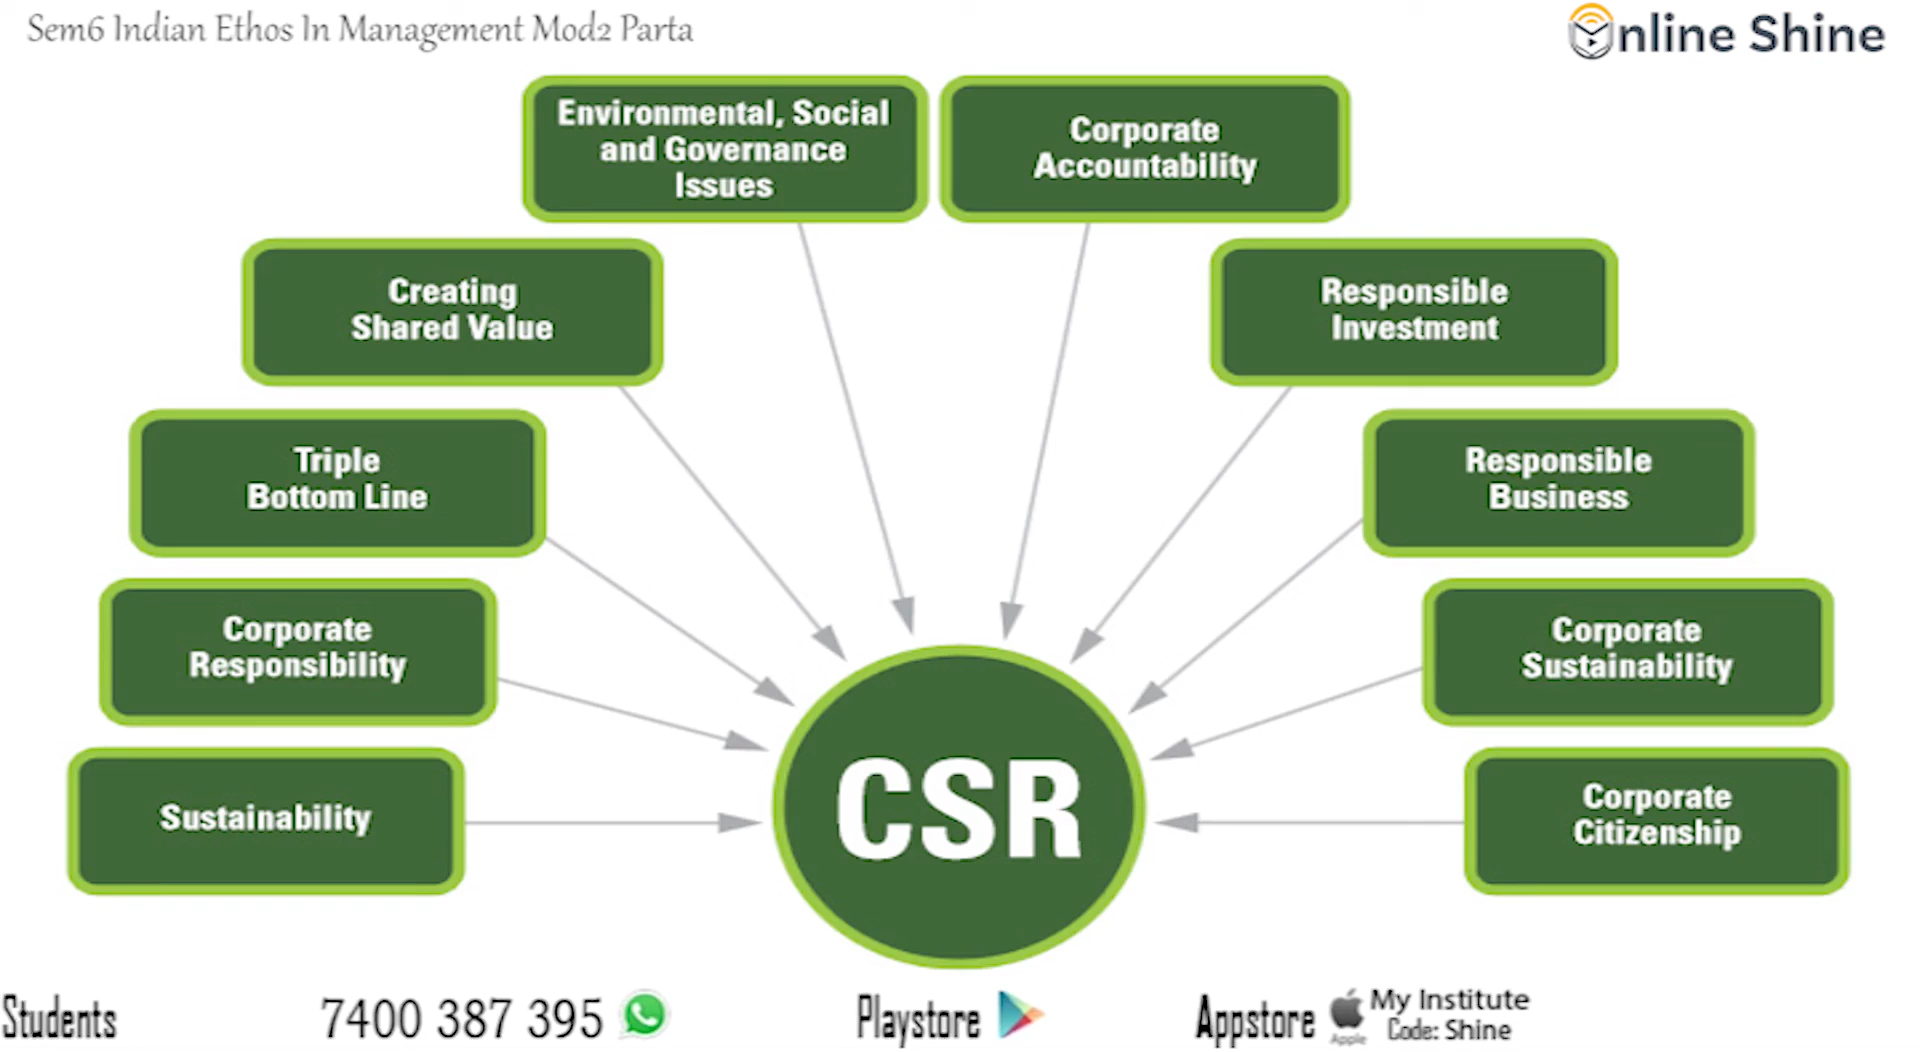 Sem6 Indian Ethos In Management Mod2 Parta
Online Shine
Environmental, Social
and Governance
Issues
Corporate
Accountability
Creating
Shared Value
Responsible
Investment
Triple
Bottom Line
Responsible
Business
Corporate
Responsibility
Corporate
Sustainability
Sustainability
CSR
Corporate
Citizenship
Students 7400 387 395 Playstore Appstore Apple My Institute
Code: Shine